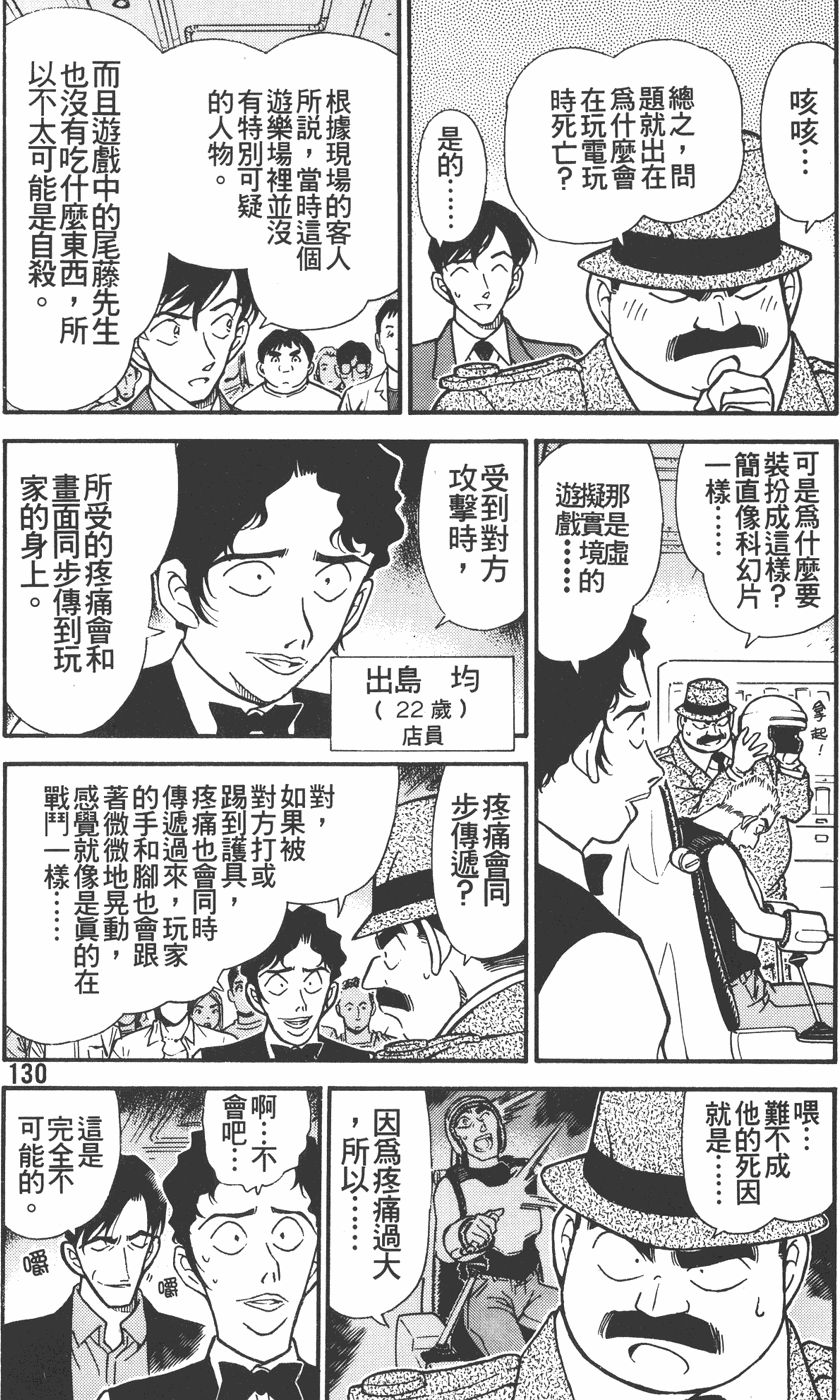 咳咳⋯
總之，問
題就出在
爲什麼會
在玩電玩
時死亡？
是的⋯⋯
根據現場的客人
所說，當時這個
遊樂場裡並沒
有特別可疑
的人物。
而且遊戲中的尾藤先生
也沒有吃什麼東西，所
以不太可能是自殺。
可是爲什麼要
裝扮成這樣？
簡直像科幻片
一樣⋯⋯
那是虛
擬實境的
遊戲⋯⋯
拿起！
受到對方
攻擊時，
所受的疼痛會和
畫面同步傳到玩
家的身上。
出島　均
（22歲）
店員
疼痛會同
步傳遞？
對，
如果被
對方打或
踢到護具，
疼痛也會同時
傳遞過來，玩家
的手和腳也會跟
著微微地晃動，
感覺就像是眞的在
戰鬥一樣⋯⋯
130
喂⋯
難不成
他的死因
就是⋯⋯
因爲疼痛過大
，所以⋯⋯
啊⋯不
會吧⋯
這是
完全不
可能的。
嚼
嚼